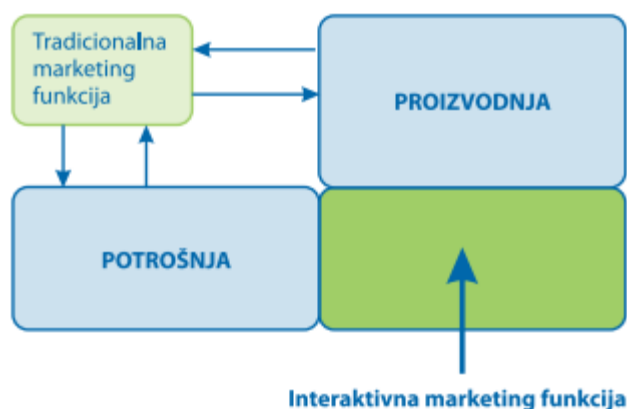 Tradicionalna
marketing
funkcija
PROIZVODNJA
POTROŠNJA
Interaktivna marketing funkcija